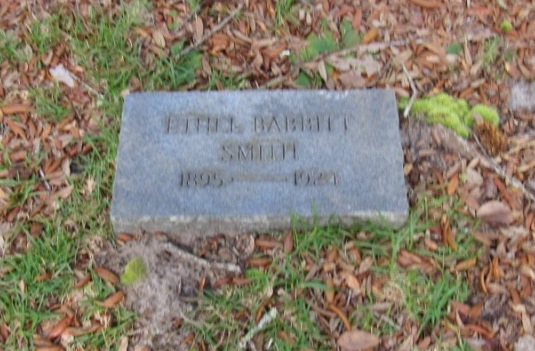 ETHEL BABBITT
SMITH
1895 — 1924